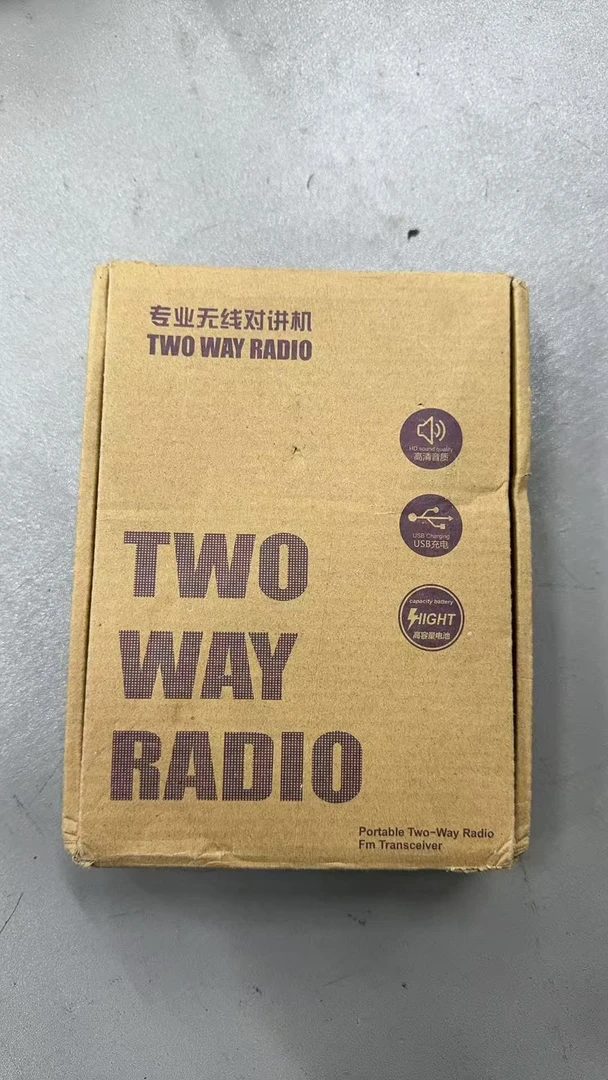 专业无线对讲机
TWO WAY RADIO
HD sound quality
高清音质
USB Charging
USB充电
capacity battery
HIGHT
高容量电池
TWO
WAY
RADIO
Portable Two-Way Radio
Fm Transceiver